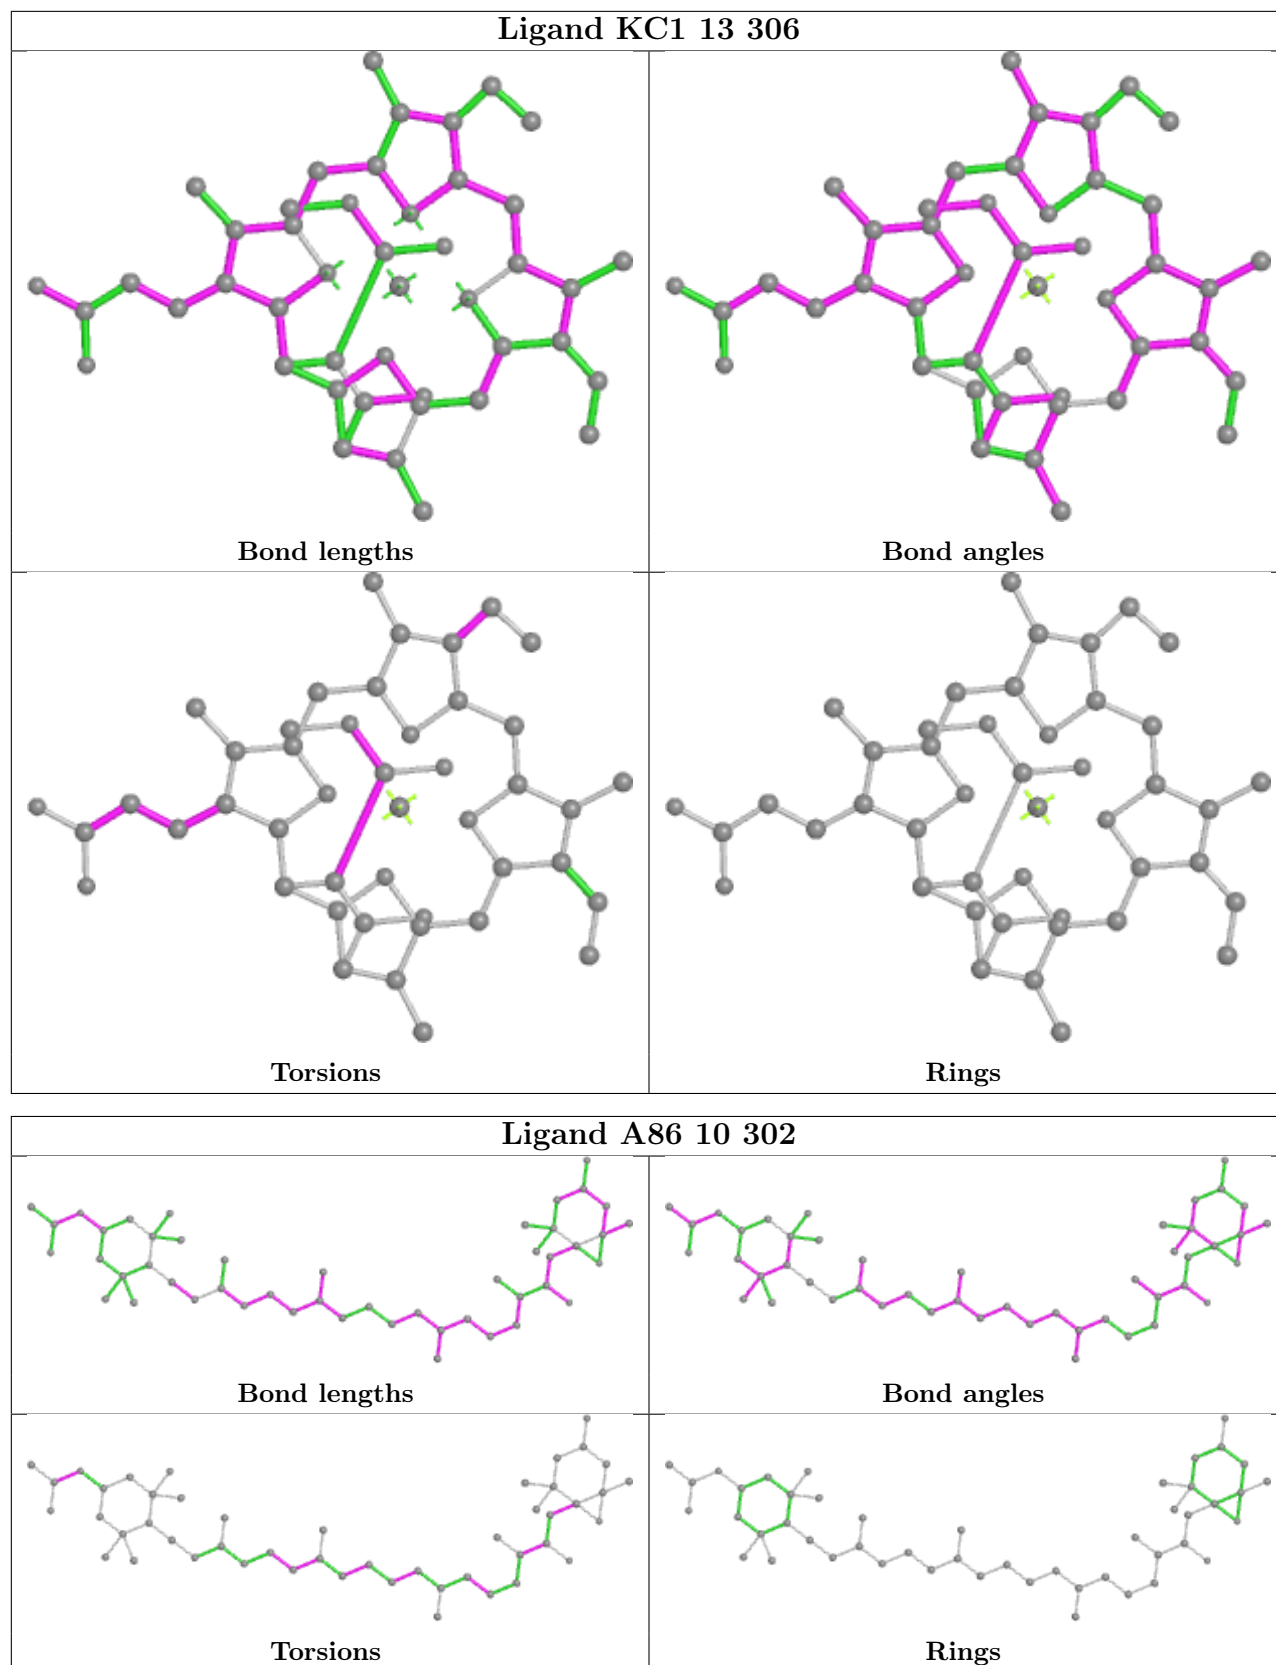 Ligand KC1 13 306
Bond lengths
Bond angles
Torsions
Rings
Ligand A86 10 302
Bond lengths
Bond angles
Torsions
Rings